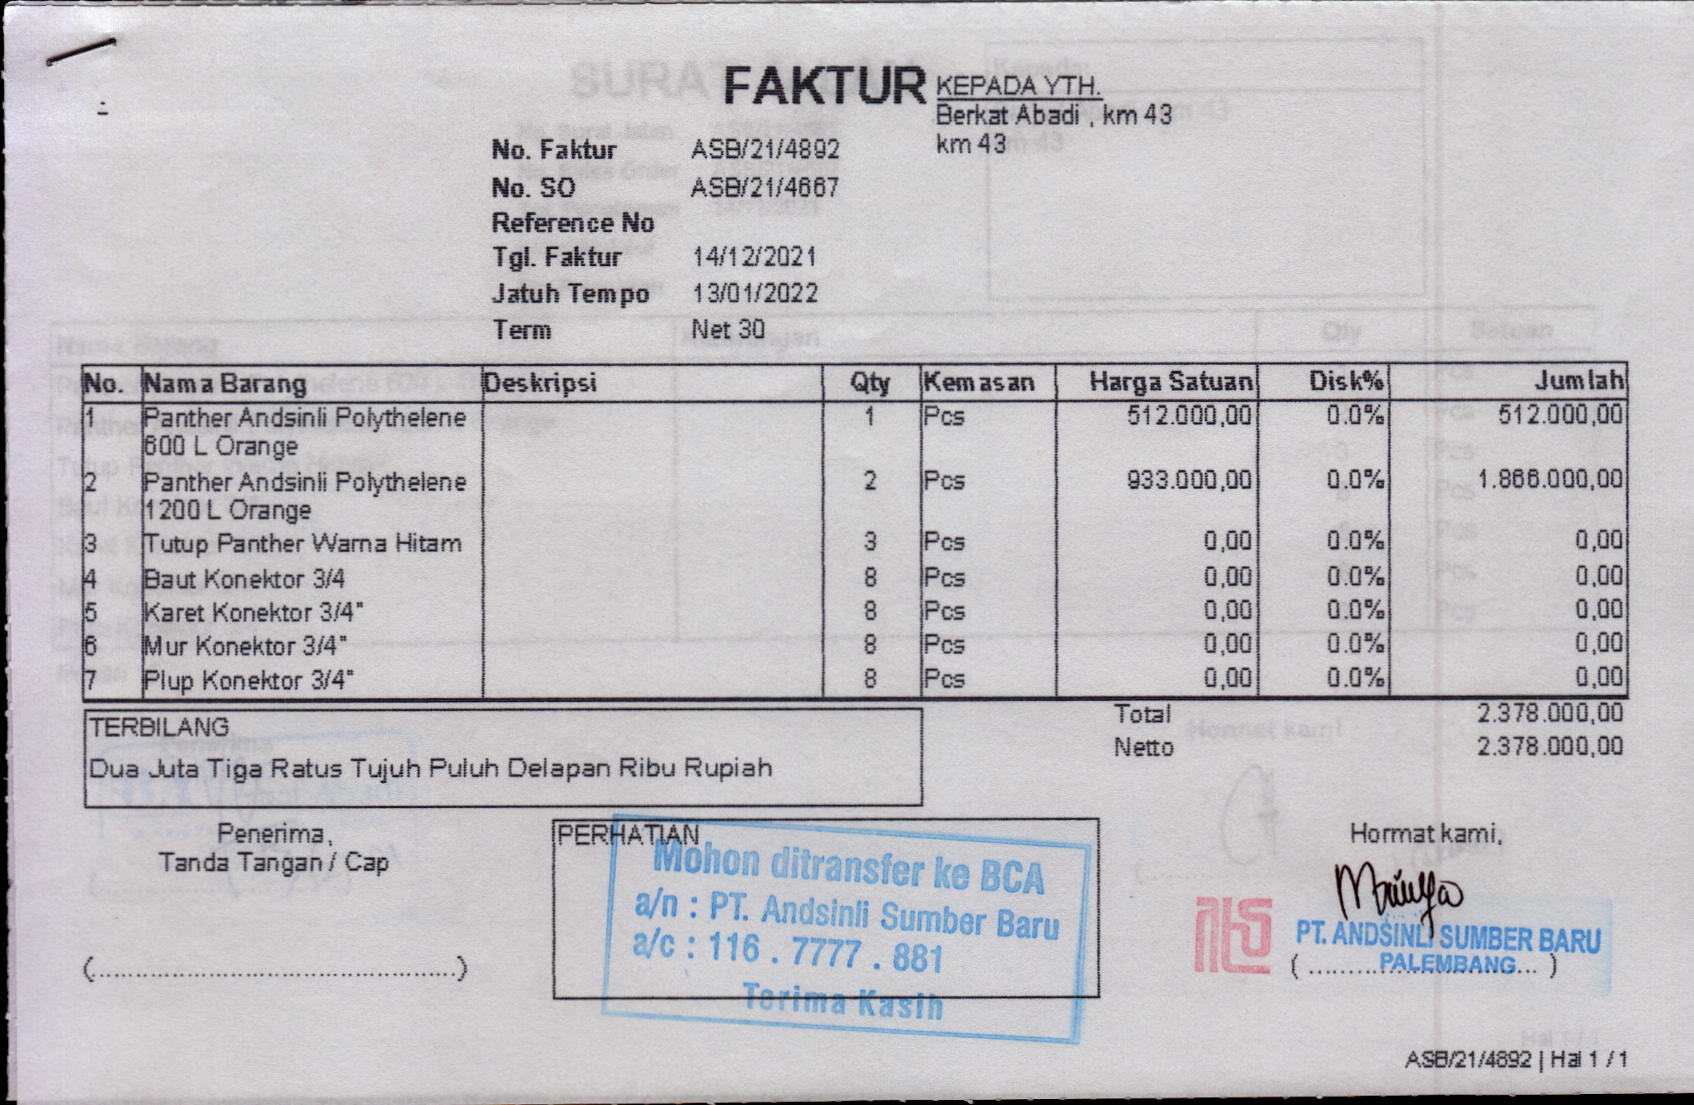 FAKTUR
KEPADA YTH.
Berkat Abadi , km 43
km 43
No. Faktur ASB/21/4892
No. SO ASB/21/4667
Reference No
Tgl. Faktur 14/12/2021
Jatuh Tempo 13/01/2022
Term Net 30
No. Nama Barang Deskripsi Qty Kemasan Harga Satuan Disk% Jumlah
1 Panther Andsinli Polythelene 1 Pcs 512.000,00 0.0% 512.000,00
600 L Orange
2 Panther Andsinli Polythelene 2 Pcs 933.000,00 0.0% 1.866.000,00
1200 L Orange
3 Tutup Panther Warna Hitam 3 Pcs 0,00 0.0% 0,00
4 Baut Konektor 3/4 8 Pcs 0,00 0.0% 0,00
5 Karet Konektor 3/4" 8 Pcs 0,00 0.0% 0,00
6 Mur Konektor 3/4" 8 Pcs 0,00 0.0% 0,00
7 Plup Konektor 3/4" 8 Pcs 0,00 0.0% 0,00
TERBILANG
Dua Juta Tiga Ratus Tujuh Puluh Delapan Ribu Rupiah
Total 2.378.000,00
Netto 2.378.000,00
Penerima,
Tanda Tangan / Cap
(................................................)
PERHATIAN
Mohon ditransfer ke BCA
a/n : PT. Andsinli Sumber Baru
a/c : 116 . 7777 . 881
Terima Kasih
Hormat kami,
PT. ANDSINLI SUMBER BARU
PALEMBANG
ASB/21/4892 | Hal 1 / 1